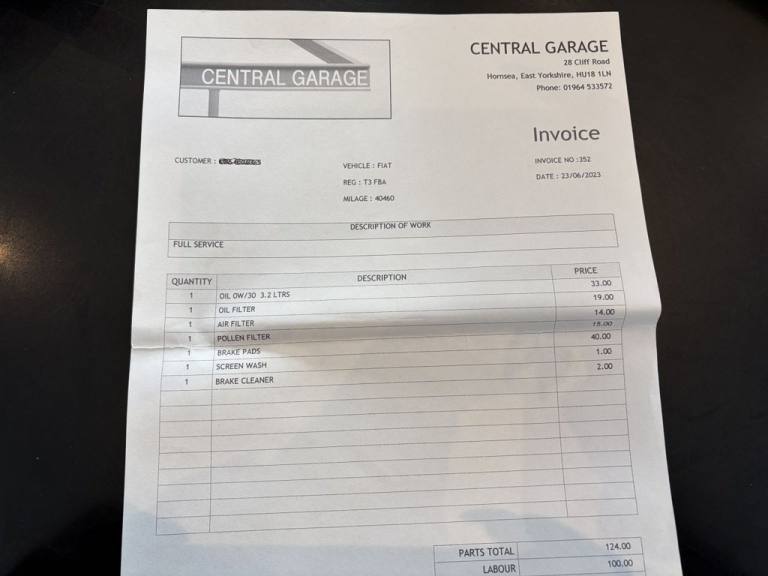 CENTRAL GARAGE
CENTRAL GARAGE
28 Cliff Road
Hornsea, East Yorkshire, HU18 1LN
Phone: 01964 533572
Invoice
CUSTOMER :
VEHICLE : FIAT
REG : T3 FBA
MILAGE : 40460
INVOICE NO :352
DATE : 23/06/2023
DESCRIPTION OF WORK
FULL SERVICE
QUANTITY DESCRIPTION PRICE
1 OIL 0W/30 3.2 LTRS 33.00
1 OIL FILTER 19.00
1 AIR FILTER 14.00
1 POLLEN FILTER 15.00
1 BRAKE PADS 40.00
1 SCREEN WASH 1.00
1 BRAKE CLEANER 2.00
PARTS TOTAL 124.00
LABOUR 100.00